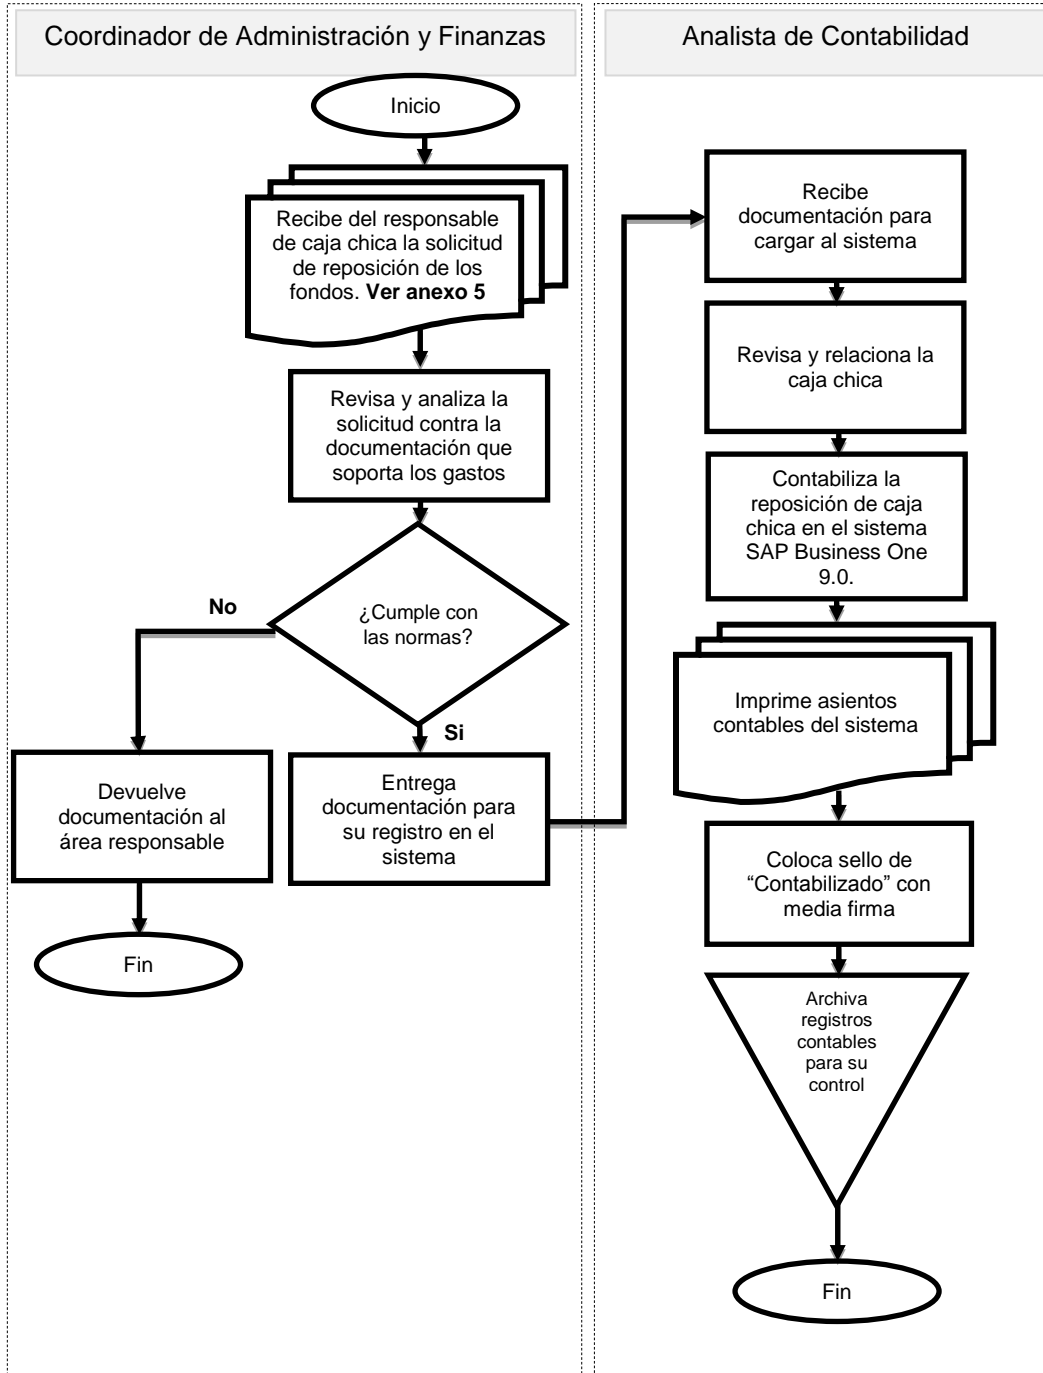 Coordinador de Administración y Finanzas
Inicio
Recibe del responsable
de caja chica la solicitud
de reposición de los
fondos. Ver anexo 5
Revisa y analiza la
solicitud contra la
documentación que
soporta los gastos
¿Cumple con
las normas?
No
Si
Devuelve
documentación al
área responsable
Fin
Entrega
documentación para
su registro en el
sistema
Analista de Contabilidad
Recibe
documentación para
cargar al sistema
Revisa y relaciona la
caja chica
Contabiliza la
reposición de caja
chica en el sistema
SAP Business One
9.0.
Imprime asientos
contables del sistema
Coloca sello de
“Contabilizado” con
media firma
Archiva
registros
contables
para su
control
Fin